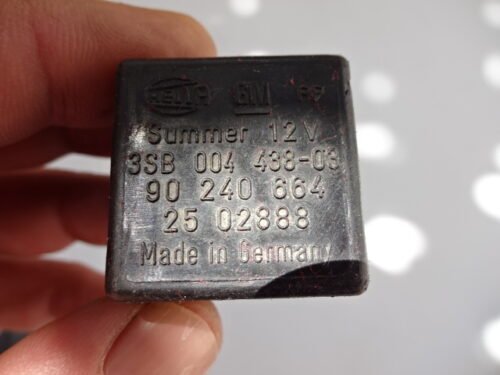 HELLA GM
Summer 12V
3SB 004 438-03
90 240 664
25 02888
Made in Germany